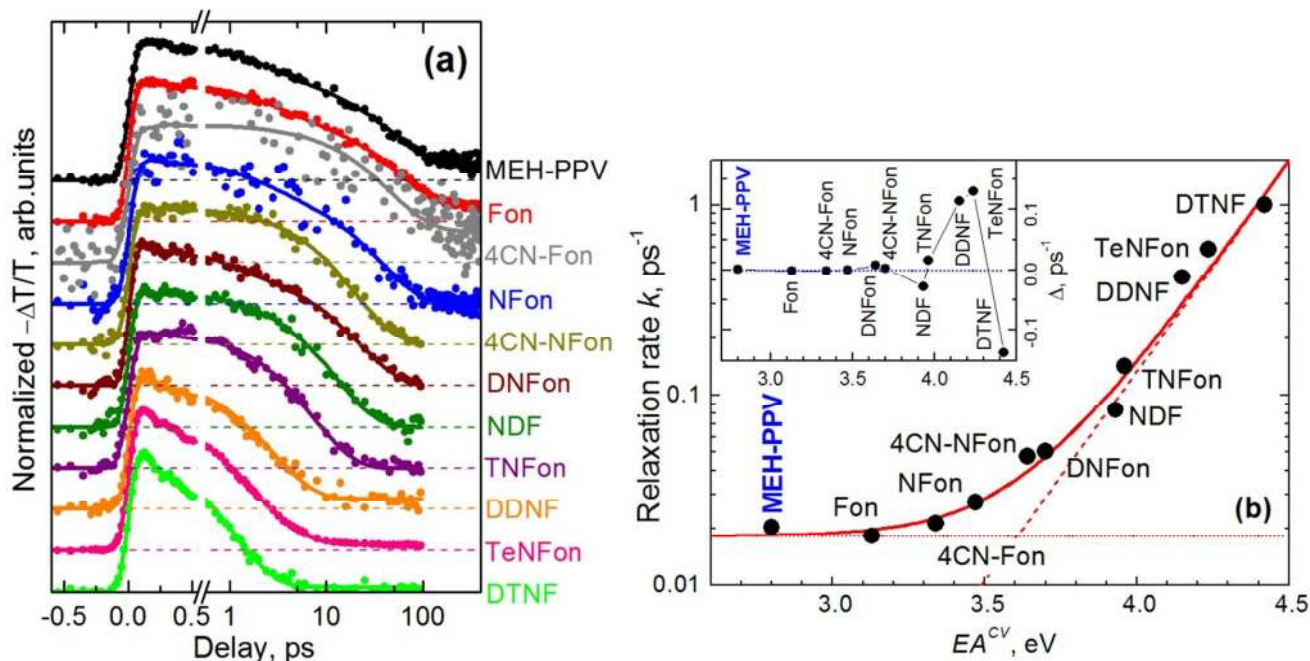 (a)
Normalized −ΔT/T, arb.units
MEH-PPV
Fon
4CN-Fon
NFon
4CN-NFon
DNFon
NDF
TNFon
DDNF
TeNFon
DTNF
-0.5 0.0 0.5 1 10 100
Delay, ps
Relaxation rate k, ps⁻¹
1
0.1
0.01
MEH-PPV
Fon
4CN-Fon
NFon
DNFon
4CN-NFon
NDF
TNFon
DDNF
DTNF
TeNFon
0.1
0.0
-0.1
Δ, ps⁻¹
3.0 3.5 4.0 4.5
DTNF
TeNFon
DDNF
TNFon
NDF
4CN-NFon
DNFon
NFon
Fon
MEH-PPV
4CN-Fon
(b)
3.0 3.5 4.0 4.5
EA^CV, eV